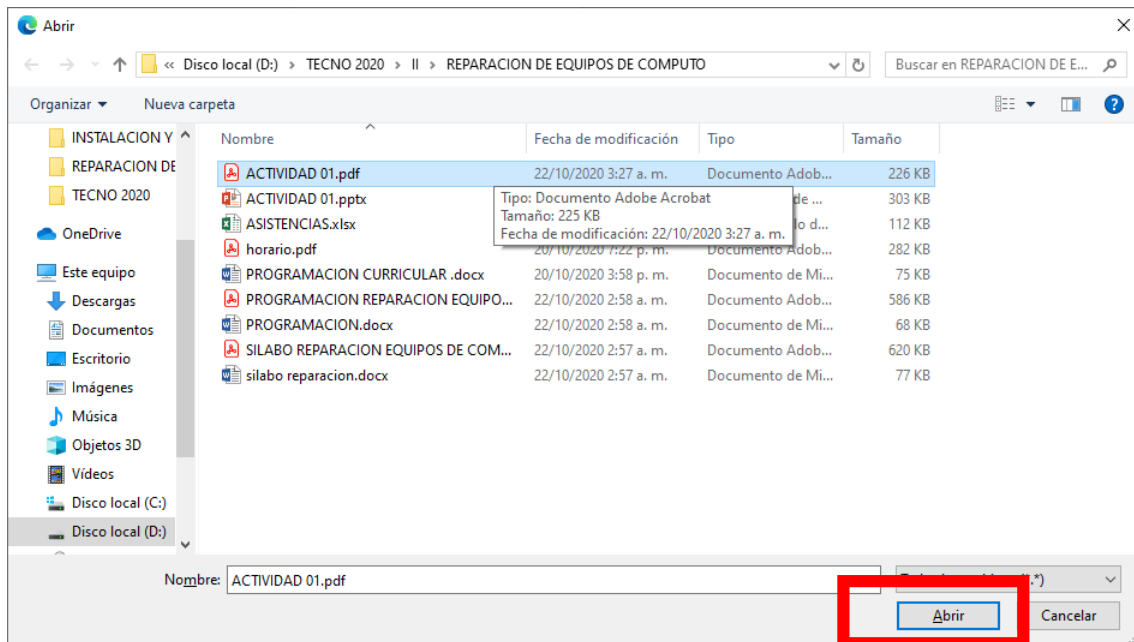 Abrir
« Disco local (D:) › TECNO 2020 › II › REPARACION DE EQUIPOS DE COMPUTO
Buscar en REPARACION DE E...
Organizar Nueva carpeta
INSTALACION Y
REPARACION DE
TECNO 2020
OneDrive
Este equipo
Descargas
Documentos
Escritorio
Imágenes
Música
Objetos 3D
Vídeos
Disco local (C:)
Disco local (D:)
Nombre Fecha de modificación Tipo Tamaño
ACTIVIDAD 01.pdf 22/10/2020 3:27 a. m. Documento Adob... 226 KB
ACTIVIDAD 01.pptx de ... 303 KB
ASISTENCIAS.xlsx lo d... 112 KB
horario.pdf 20/10/2020 7:22 p. m. Documento Adob... 282 KB
PROGRAMACION CURRICULAR .docx 20/10/2020 3:58 p. m. Documento de Mi... 75 KB
PROGRAMACION REPARACION EQUIPO... 22/10/2020 2:58 a. m. Documento Adob... 586 KB
PROGRAMACION.docx 22/10/2020 2:58 a. m. Documento de Mi... 68 KB
SILABO REPARACION EQUIPOS DE COM... 22/10/2020 2:57 a. m. Documento Adob... 620 KB
silabo reparacion.docx 22/10/2020 2:57 a. m. Documento de Mi... 77 KB
Tipo: Documento Adobe Acrobat
Tamaño: 225 KB
Fecha de modificación: 22/10/2020 3:27 a. m.
Nombre: ACTIVIDAD 01.pdf
Abrir Cancelar